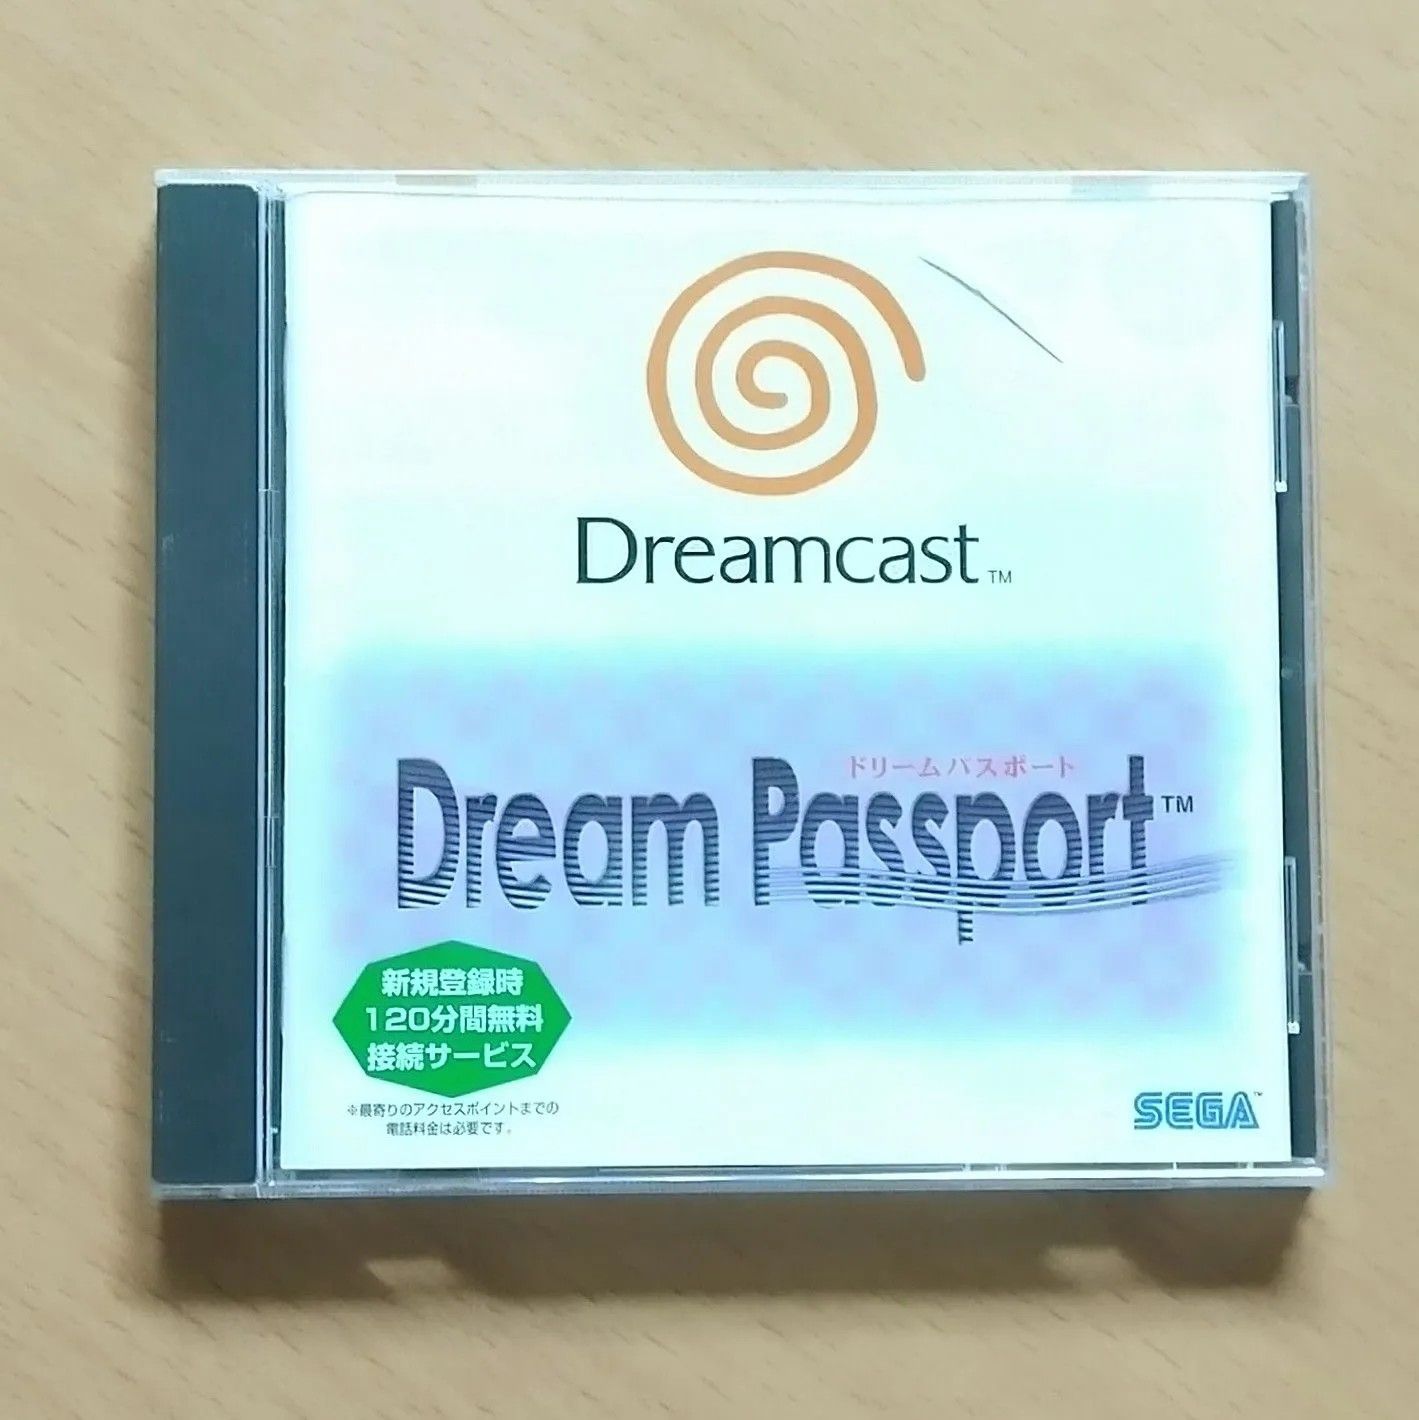 Dreamcast™
ドリームパスポート
Dream Passport™
新規登録時
120分間無料
接続サービス
※最寄りのアクセスポイントまでの
電話料金は必要です。
SEGA™